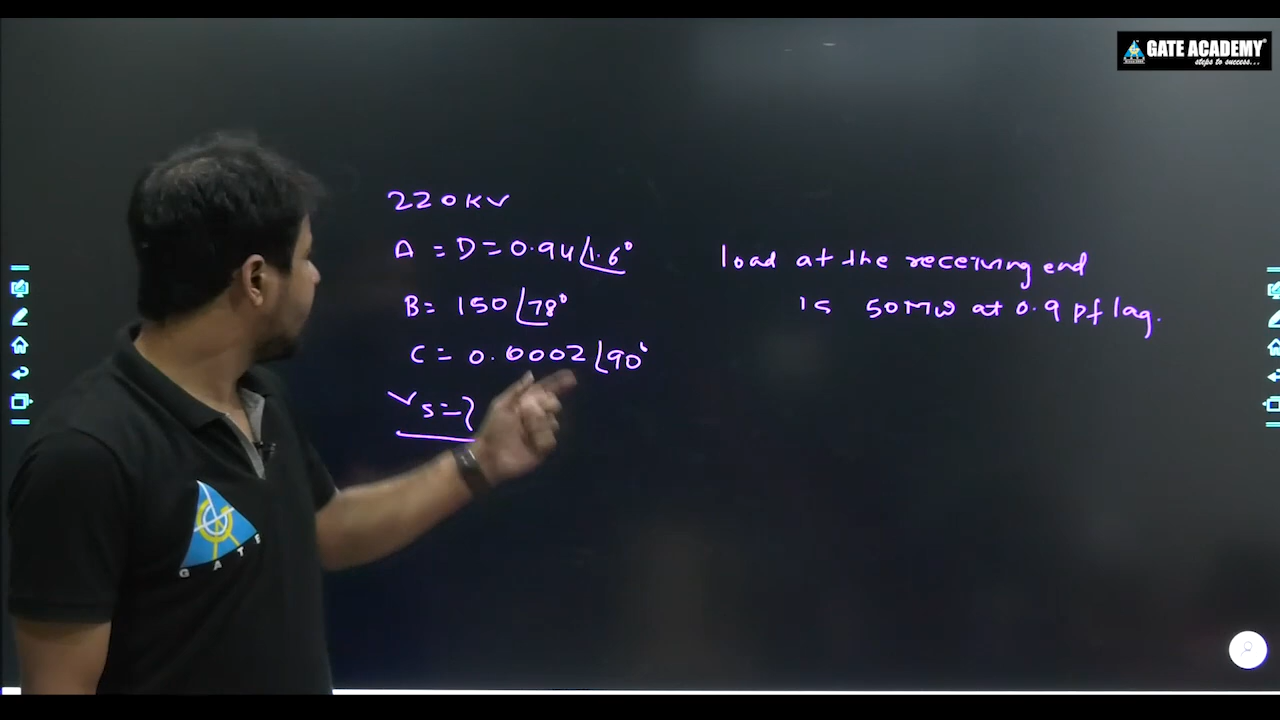 GATE ACADEMY
steps to success...
220KV
A = D = 0.94∠1.6°
B = 150∠78°
C = 0.0002∠90°
Vs = ?
load at the receiving end
is 50MW at 0.9 pf lag.
GATE